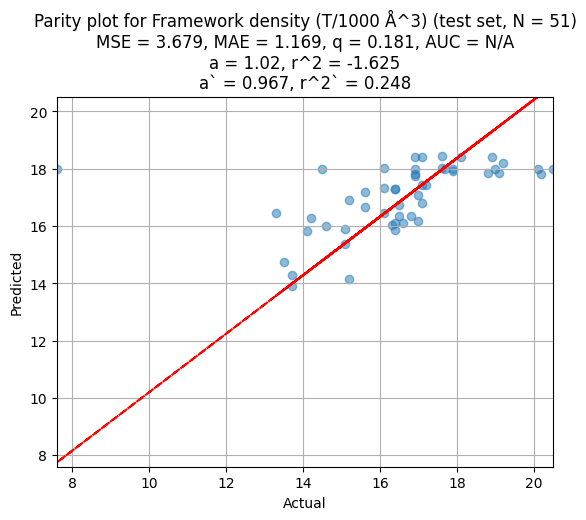 Parity plot for Framework density (T/1000 Å^3) (test set, N = 51)
MSE = 3.679, MAE = 1.169, q = 0.181, AUC = N/A
a = 1.02, r^2 = -1.625
a` = 0.967, r^2` = 0.248
20
18
16
14
12
10
8
Predicted
8 10 12 14 16 18 20
Actual